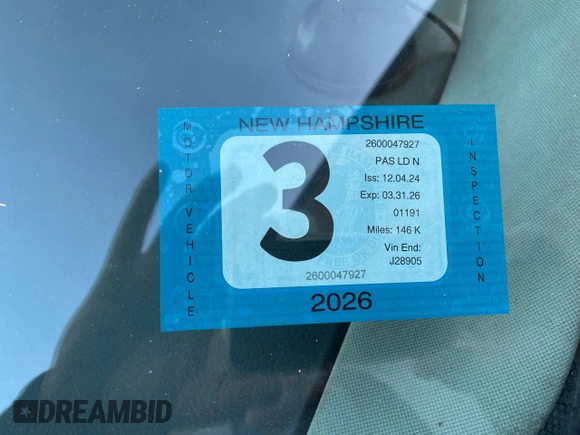 NEW HAMPSHIRE
MOTOR VEHICLE
3
2600047927
PAS LD N
Iss: 12.04.24
Exp: 03.31.26
01191
Miles: 146 K
Vin End:
J28905
2600047927
INSPECTION
2026
DREAMBID